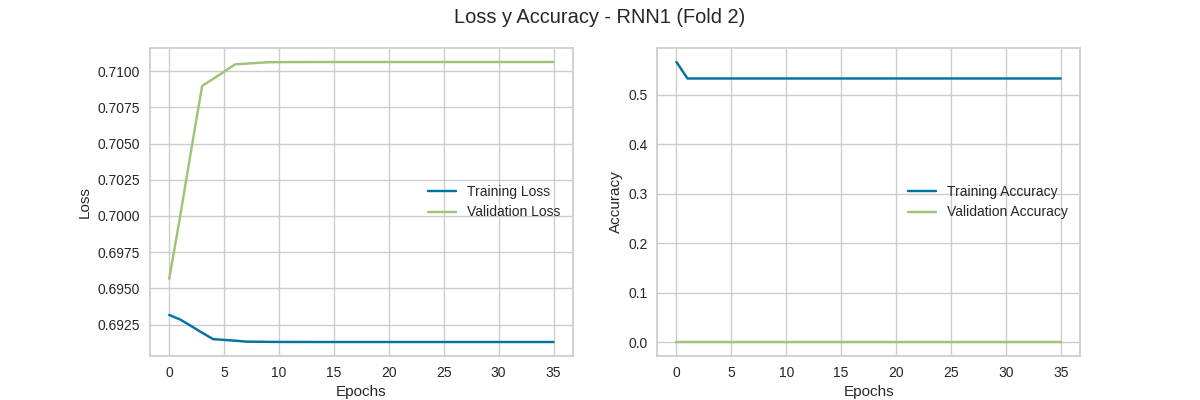 Loss y Accuracy - RNN1 (Fold 2)
0.7100
0.7075
0.7050
0.7025
0.7000
0.6975
0.6950
0.6925
Loss
Training Loss
Validation Loss
0 5 10 15 20 25 30 35
Epochs
0.5
0.4
0.3
0.2
0.1
0.0
Accuracy
Training Accuracy
Validation Accuracy
0 5 10 15 20 25 30 35
Epochs